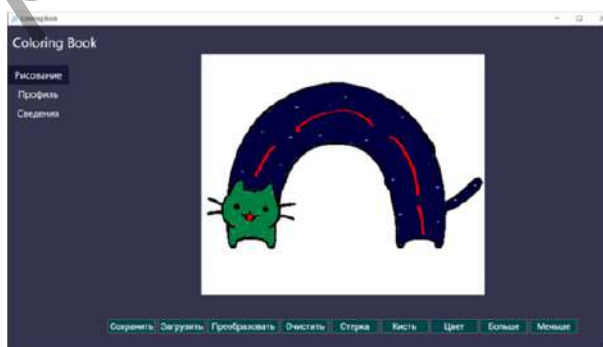 Coloring Book
Coloring Book
Рисование
Профиль
Сведения
Сохранить Загрузить Преобразовать Очистить Стерка Кисть Цвет Больше Меньше